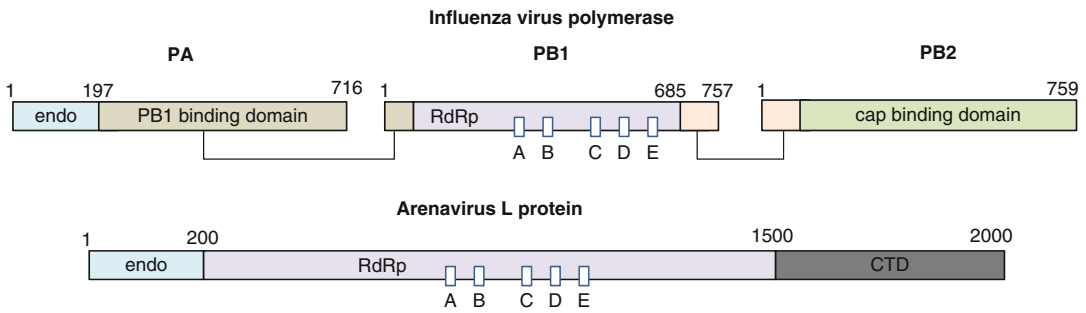 Influenza virus polymerase
PA PB1 PB2
1 197 716 1 685 757 1 759
endo PB1 binding domain RdRp cap binding domain
A B C D E
Arenavirus L protein
1 200 1500 2000
endo RdRp CTD
A B C D E